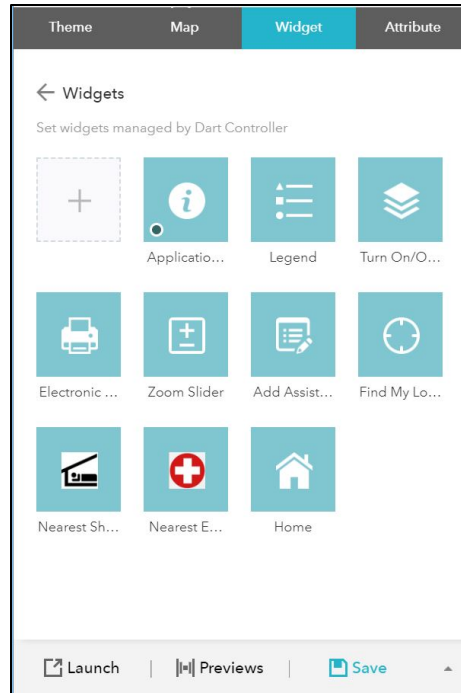 Theme Map Widget Attribute
Widgets
Set widgets managed by Dart Controller
Applicatio... Legend Turn On/O...
Electronic ... Zoom Slider Add Assist... Find My Lo...
Nearest Sh... Nearest E... Home
Launch | Previews | Save